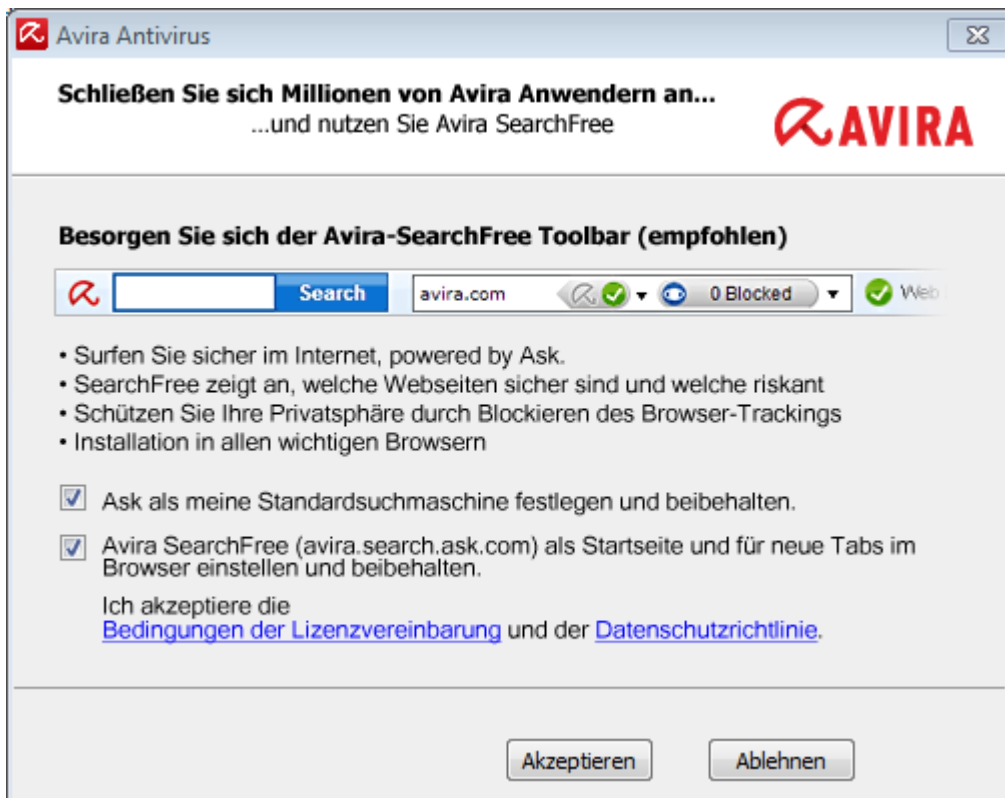 Avira Antivirus
Schließen Sie sich Millionen von Avira Anwendern an...
...und nutzen Sie Avira SearchFree
AVIRA
Besorgen Sie sich der Avira-SearchFree Toolbar (empfohlen)
Search avira.com 0 Blocked Web
• Surfen Sie sicher im Internet, powered by Ask.
• SearchFree zeigt an, welche Webseiten sicher sind und welche riskant
• Schützen Sie Ihre Privatsphäre durch Blockieren des Browser-Trackings
• Installation in allen wichtigen Browsern
Ask als meine Standardsuchmaschine festlegen und beibehalten.
Avira SearchFree (avira.search.ask.com) als Startseite und für neue Tabs im
Browser einstellen und beibehalten.
Ich akzeptiere die
Bedingungen der Lizenzvereinbarung und der Datenschutzrichtlinie.
Akzeptieren Ablehnen